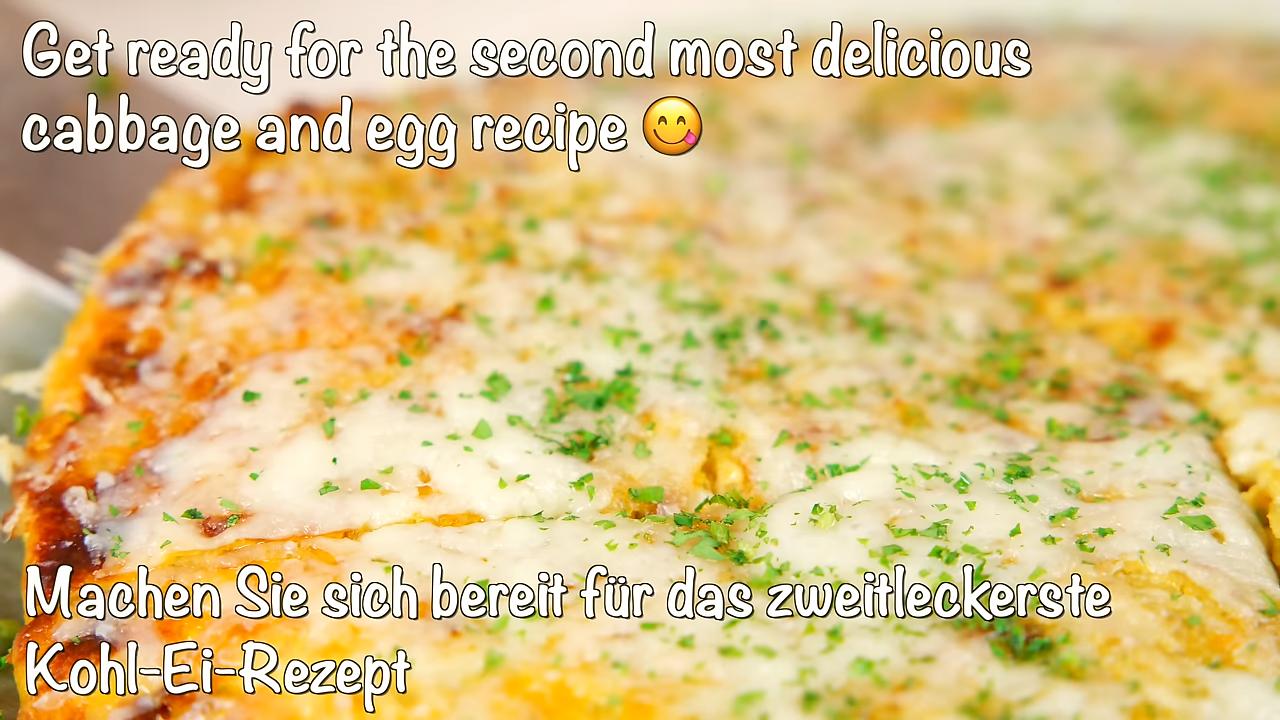 Get ready for the second most delicious
cabbage and egg recipe 😋
Machen Sie sich bereit für das zweitleckerste
Kohl-Ei-Rezept